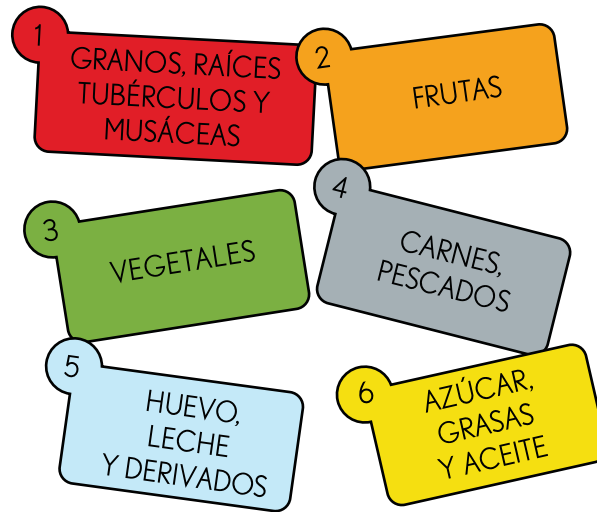 1
GRANOS, RAÍCES
TUBÉRCULOS Y
MUSÁCEAS
2
FRUTAS
3
VEGETALES
4
CARNES,
PESCADOS
5
HUEVO,
LECHE
Y DERIVADOS
6
AZÚCAR,
GRASAS
Y ACEITE